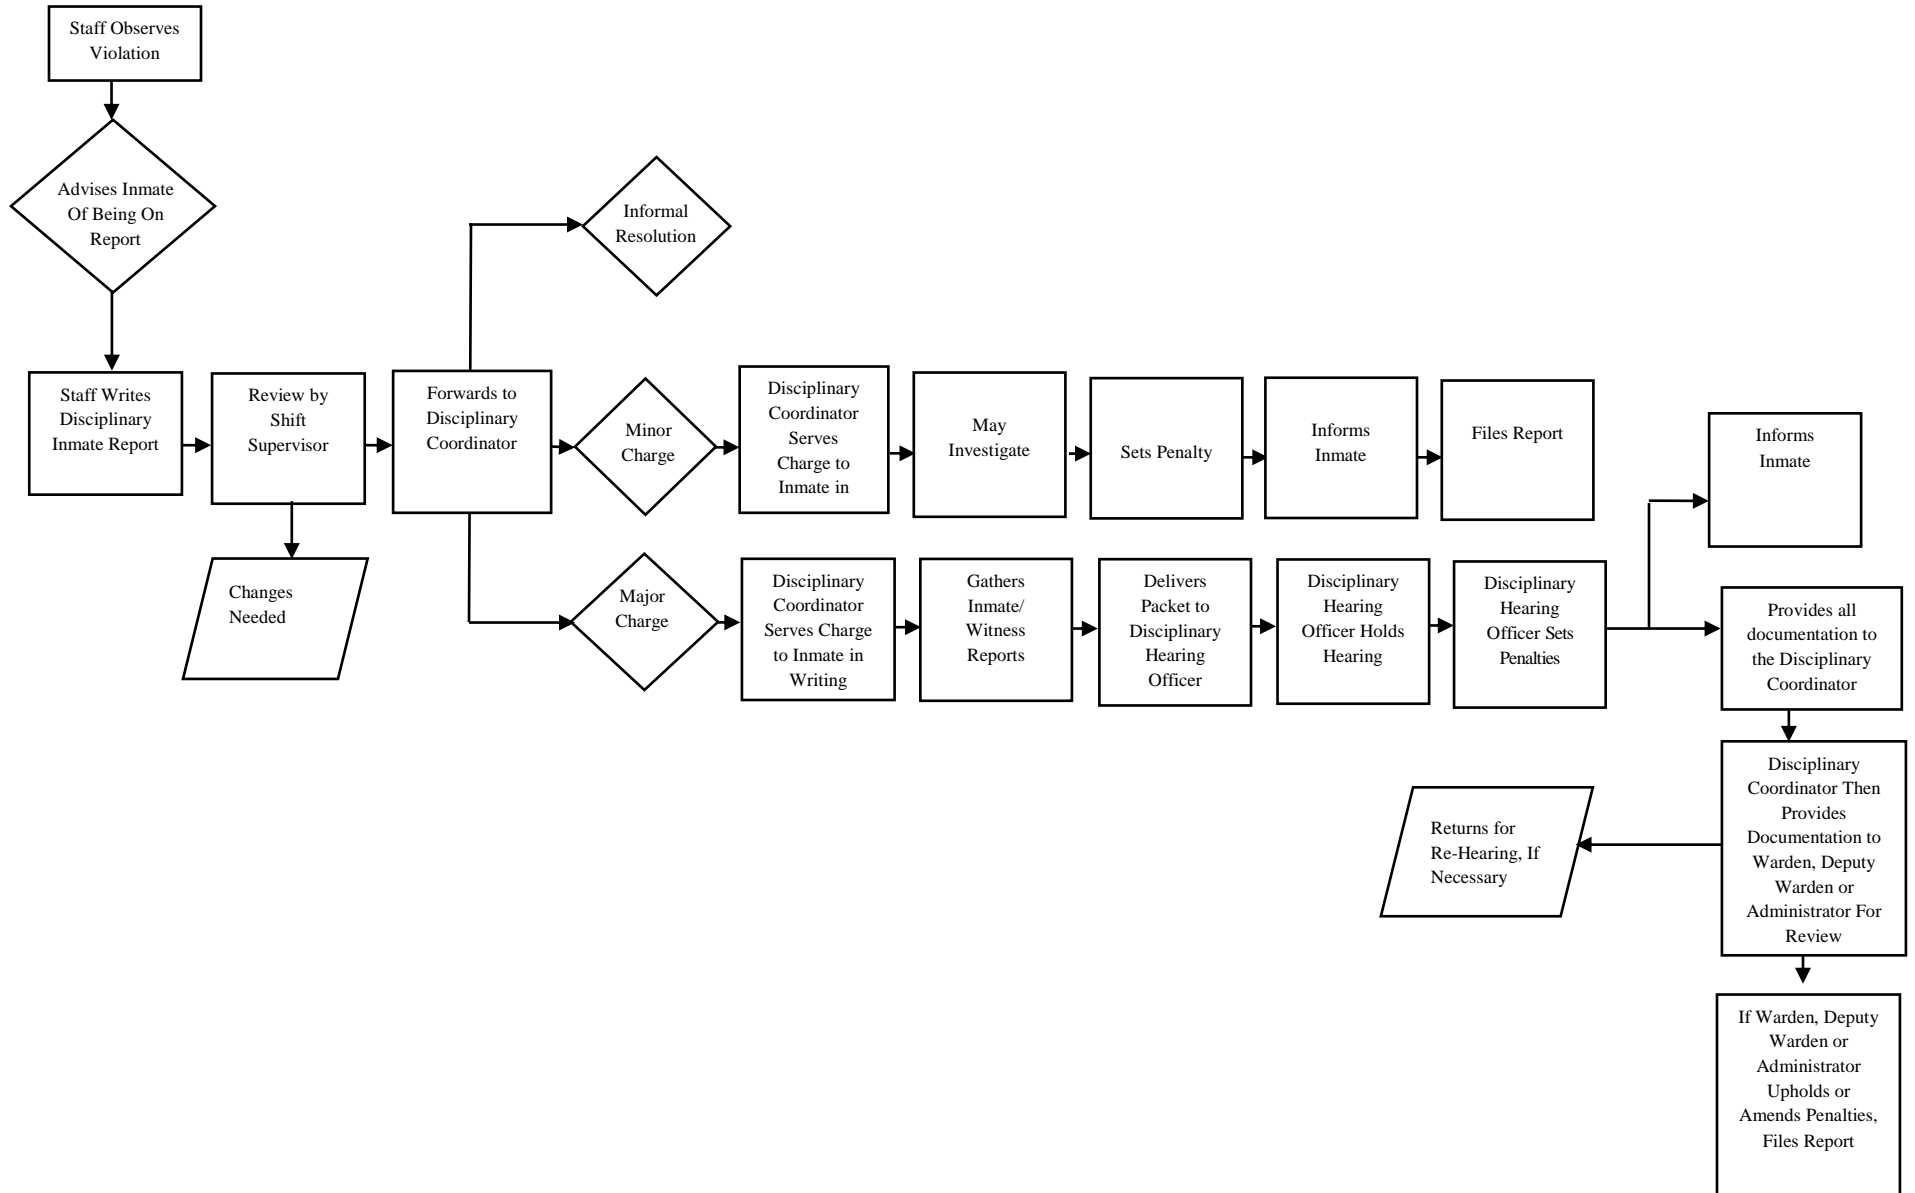 Staff Observes
Violation
Advises Inmate
Of Being On
Report
Informal
Resolution
Staff Writes
Disciplinary
Inmate Report
Review by
Shift
Supervisor
Forwards to
Disciplinary
Coordinator
Minor
Charge
Disciplinary
Coordinator
Serves
Charge to
Inmate in
May
Investigate
Sets Penalty
Informs
Inmate
Files Report
Informs
Inmate
Changes
Needed
Major
Charge
Disciplinary
Coordinator
Serves Charge
to Inmate in
Writing
Gathers
Inmate/
Witness
Reports
Delivers
Packet to
Disciplinary
Hearing
Officer
Disciplinary
Hearing
Officer Holds
Hearing
Disciplinary
Hearing
Officer Sets
Penalties
Provides all
documentation to
the Disciplinary
Coordinator
Disciplinary
Coordinator Then
Provides
Documentation to
Warden, Deputy
Warden or
Administrator For
Review
Returns for
Re-Hearing, If
Necessary
If Warden, Deputy
Warden or
Administrator
Upholds or
Amends Penalties,
Files Report